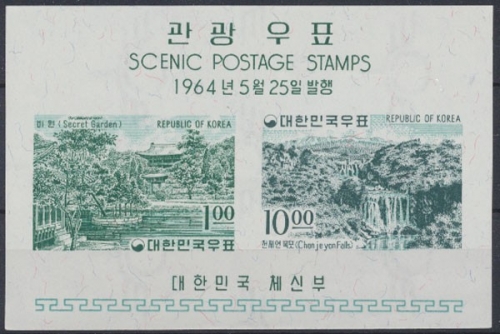 관광우표
SCENIC POSTAGE STAMPS
1964년 5월 25일 발행
비원 (Secret Garden)
REPUBLIC OF KOREA
1.00
대한민국우표
대한민국우표
REPUBLIC OF KOREA
10.00
천제연폭포 (Chon je yon Falls)
대한민국 체신부